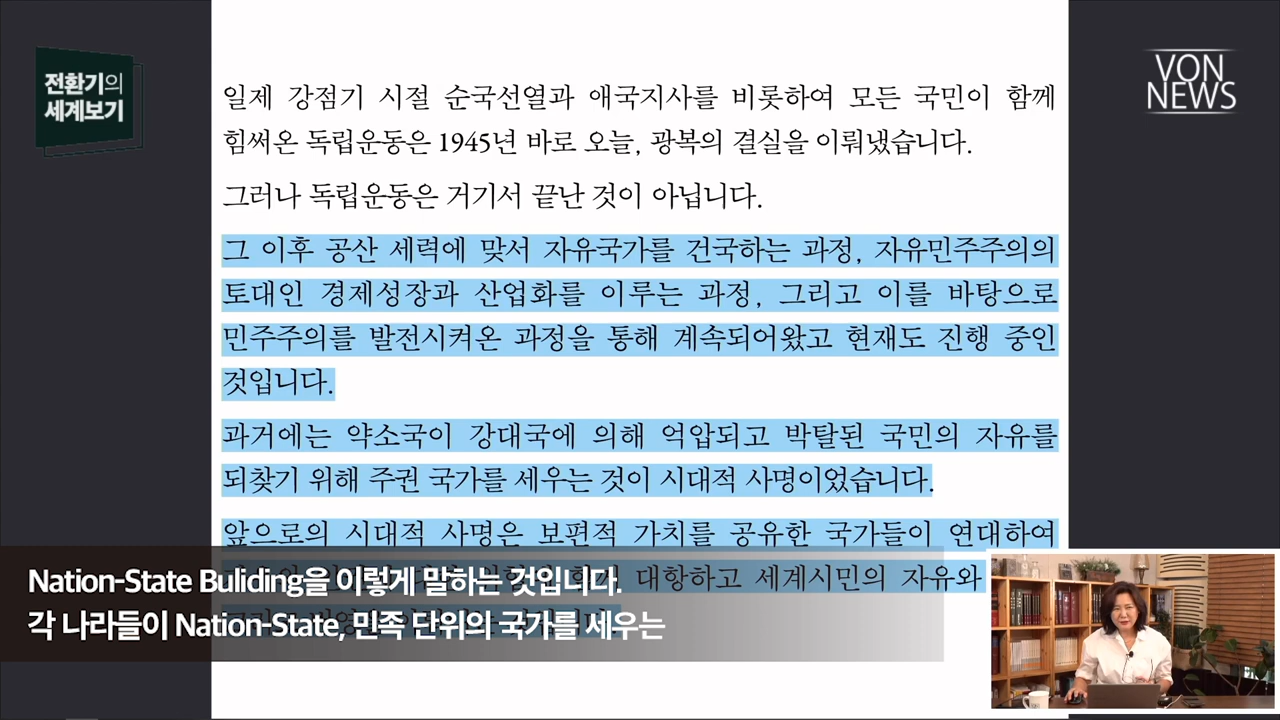 전환기의
세계보기
VON
NEWS
일제 강점기 시절 순국선열과 애국지사를 비롯하여 모든 국민이 함께
힘써온 독립운동은 1945년 바로 오늘, 광복의 결실을 이뤄냈습니다.
그러나 독립운동은 거기서 끝난 것이 아닙니다.
그 이후 공산 세력에 맞서 자유국가를 건국하는 과정, 자유민주주의의
토대인 경제성장과 산업화를 이루는 과정, 그리고 이를 바탕으로
민주주의를 발전시켜온 과정을 통해 계속되어왔고 현재도 진행 중인
것입니다.
과거에는 약소국이 강대국에 의해 억압되고 박탈된 국민의 자유를
되찾기 위해 주권 국가를 세우는 것이 시대적 사명이었습니다.
앞으로의 시대적 사명은 보편적 가치를 공유한 국가들이 연대하여
대항하고 세계시민의 자유와
Nation-State Buliding을 이렇게 말하는 것입니다.
각 나라들이 Nation-State, 민족 단위의 국가를 세우는